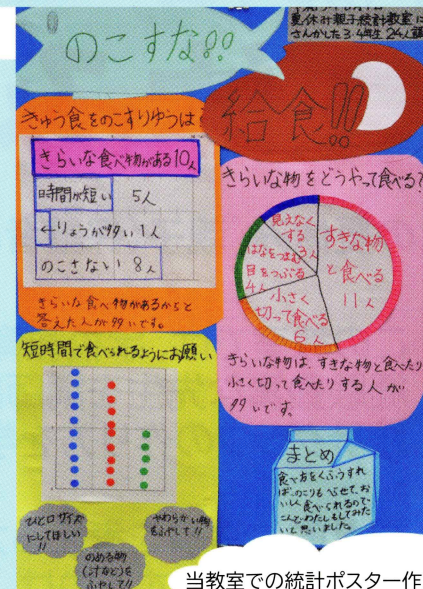 のこすな!!
給食!!
夏休み親子統計教室に
さんかした3.4年生24人調
きゅう食をのこすりゆうは
きらいな食べ物がある10人
時間が短い 5人
←りょうが多い 1人
のこさない 8人
きらいな食べ物があるからと
答えた人が多いです。
きらいな物をどうやって食べる?
すきな物
と食べる
11人
小さく
切って食べる
6人
はなをつまむ
目をつぶる
4人
見えなく
する
3人
きらいな物は、すきな物と食べたり
小さく切って食べたりする人が
多いです。
短時間で食べられるようにお願い
ひと口サイズ
にしてほしい
!!
のめる物
(汁など)を
ふやして!!
やわらかい物
をふやして!!
まとめ
食べ方をくふうすれ
ば、のこりもへらせて、お
いしく食べられるので
こんど わたしもしてみた
いと思いました。
当教室での統計ポスター作